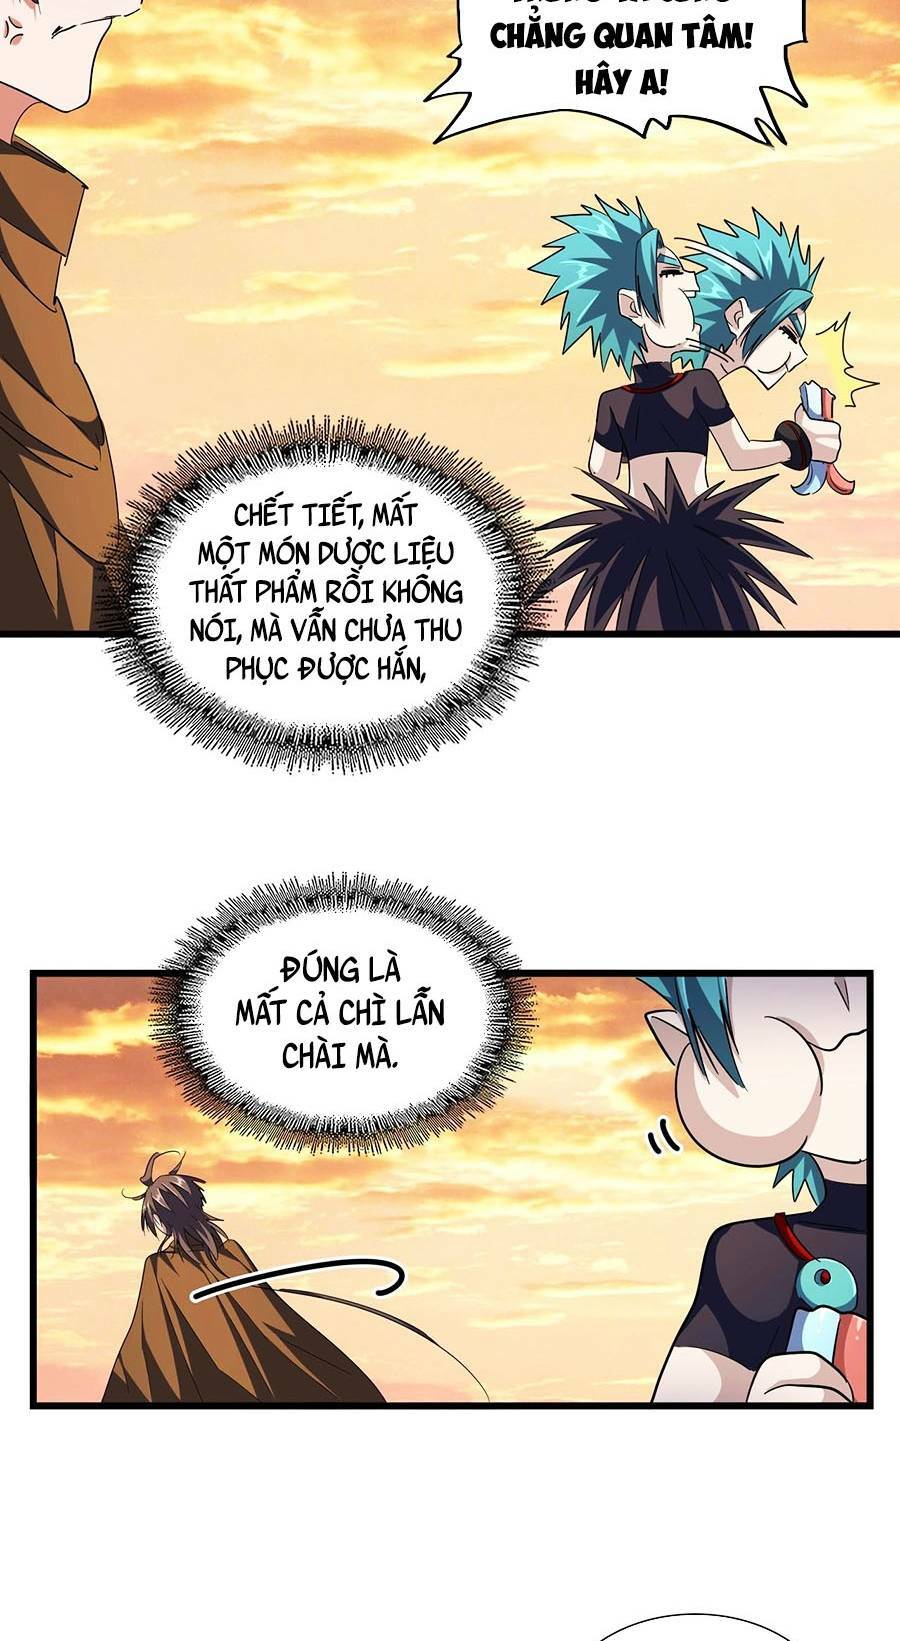 CHẲNG QUAN TÂM!
HÂY A!
CHẾT TIẾT, MẤT
MỘT MÓN DƯỢC LIỆU
THẤT PHẨM RỒI KHÔNG
NÓI, MÀ VẪN CHƯA THU
PHỤC ĐƯỢC HẮN,
ĐÚNG LÀ
MẤT CẢ CHÌ LẪN
CHÀI MÀ.